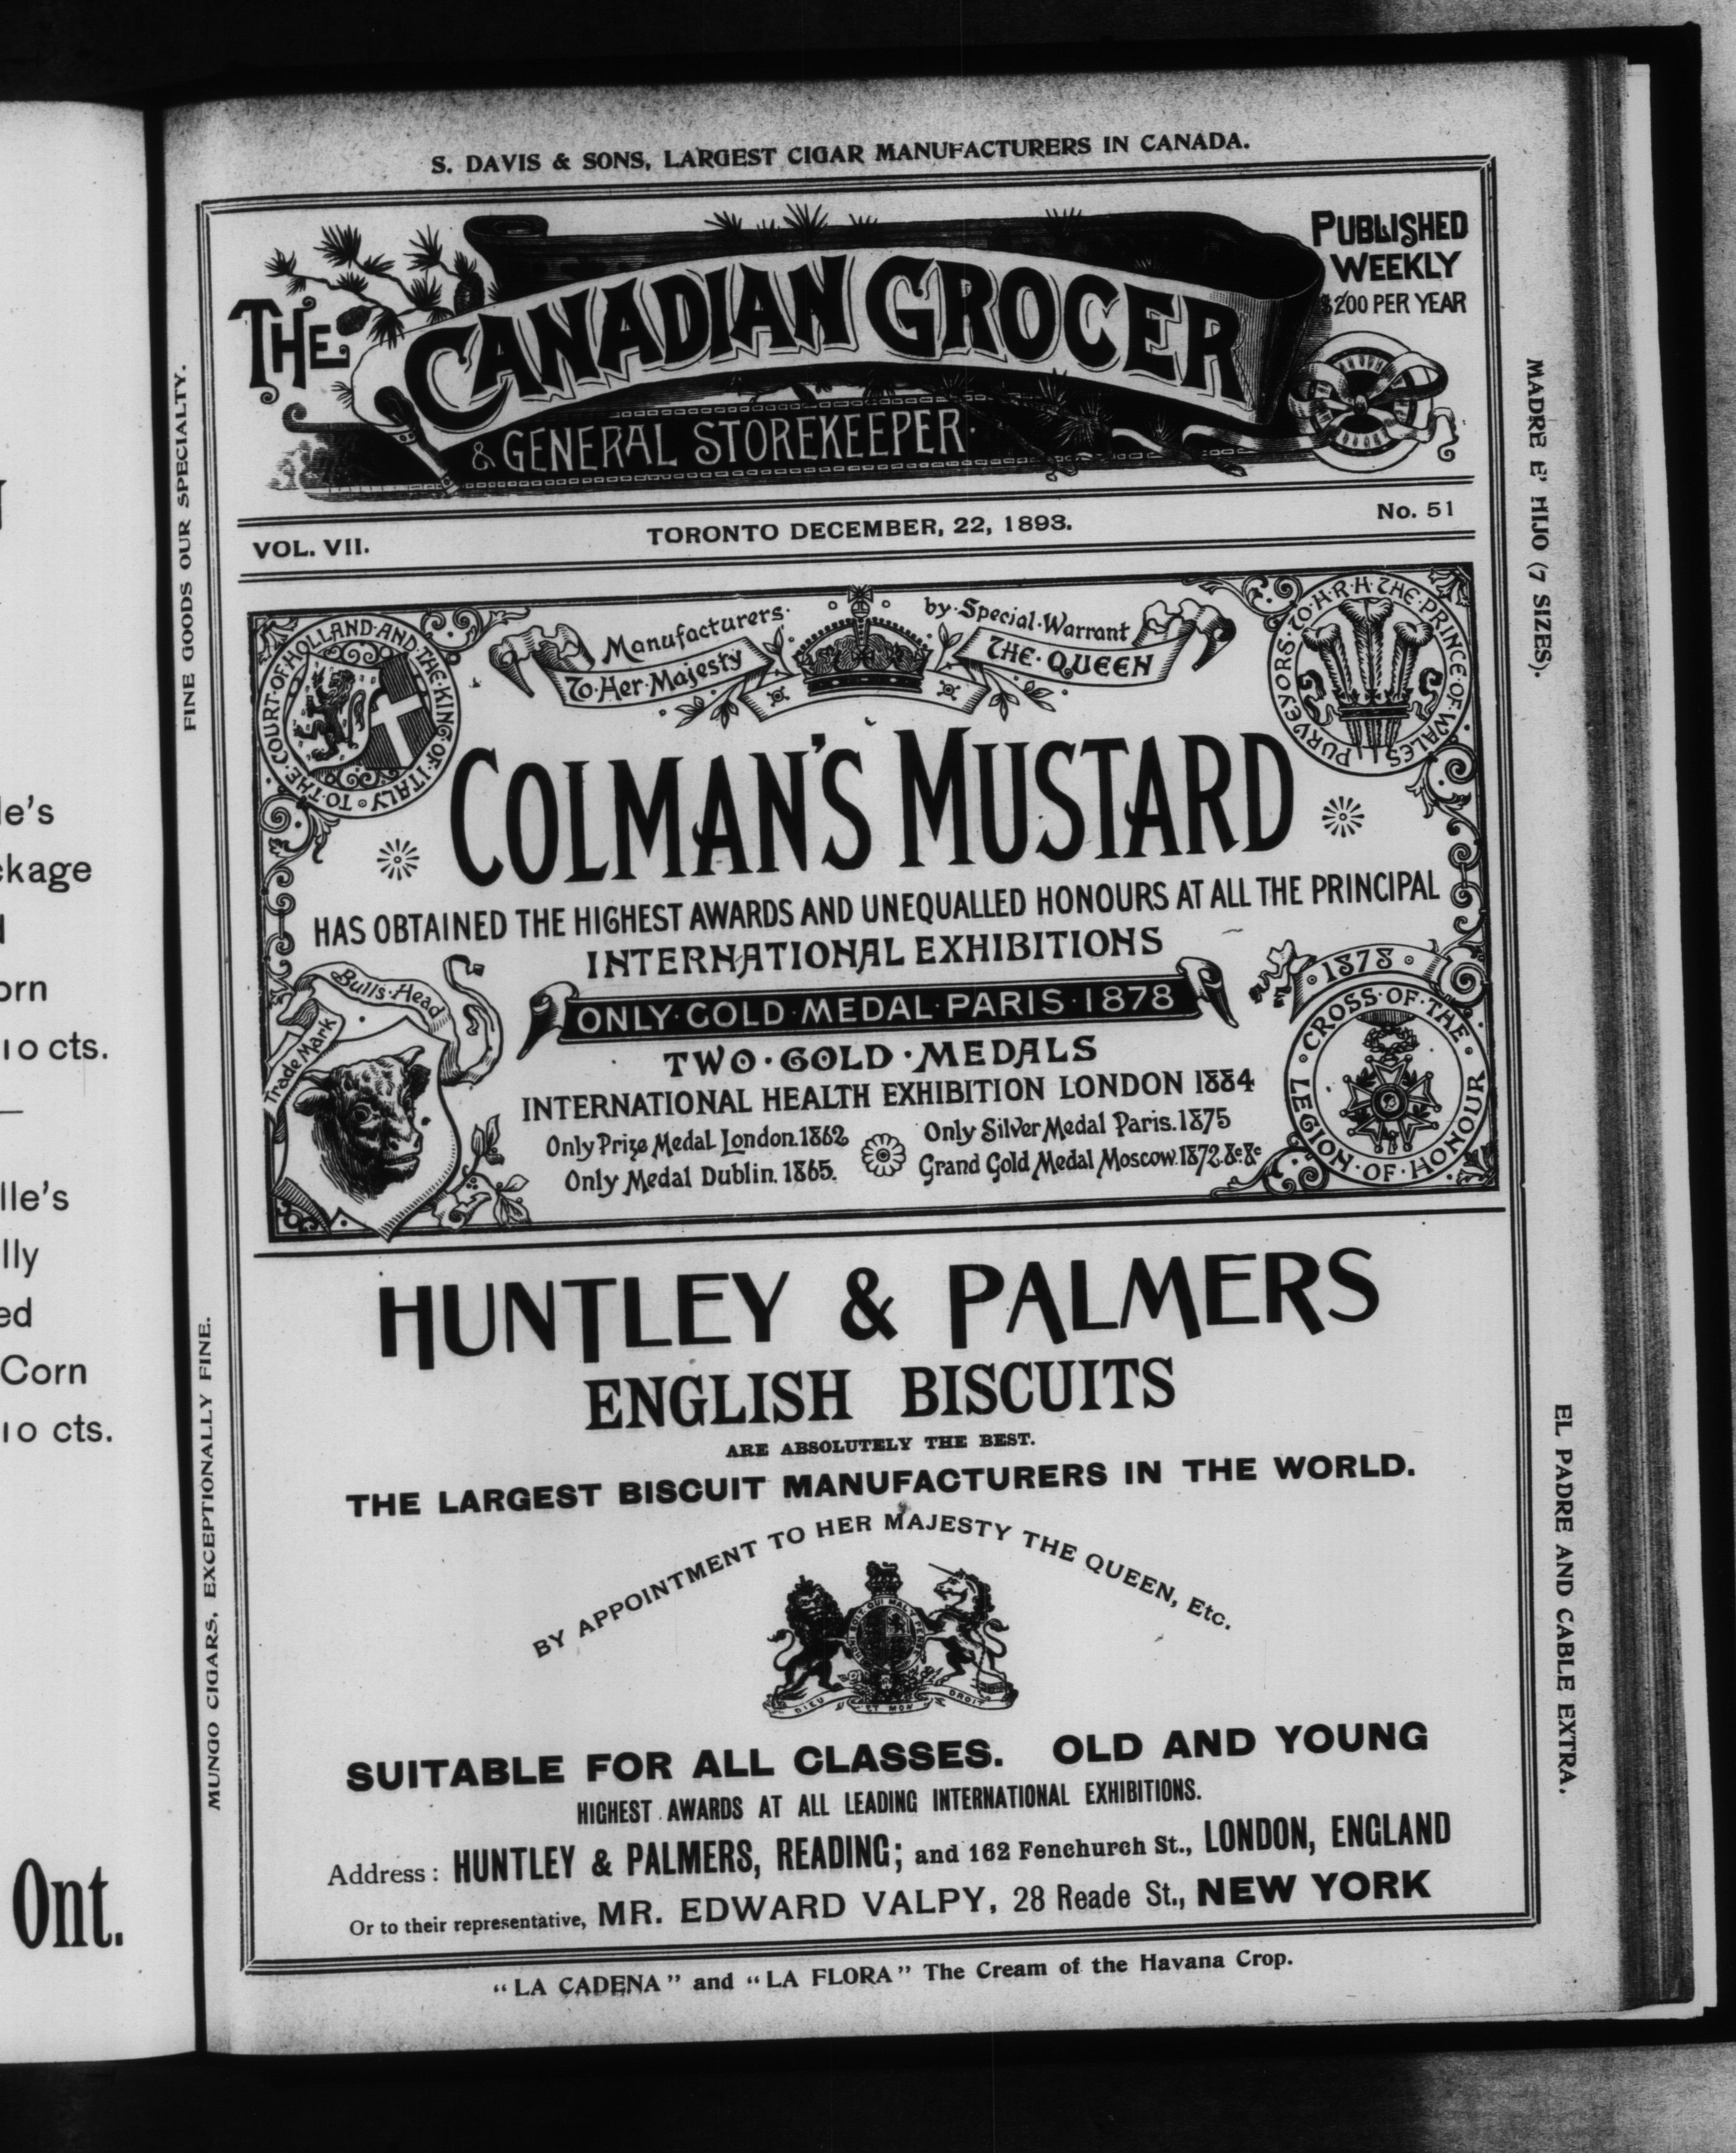 le's
ckage
orn
10 cts.
lle's
lly
ed
Corn
10 cts.
Ont.
S. DAVIS & SONS, LARGEST CIGAR MANUFACTURERS IN CANADA.
FINE GOODS OUR SPECIALTY.
MUNGO CIGARS, EXCEPTIONALLY FINE.
THE
CANADIAN GROCER
& GENERAL STOREKEEPER.
PUBLISHED
WEEKLY
$200 PER YEAR
VOL. VII.
TORONTO DECEMBER, 22, 1893.
No. 51
TO·THE·COURT·OF·HOLLAND·AND·THE·KING·OF·ITALY
Manufacturers·
To·Her·Majesty
by·Special·Warrant
THE·QUEEN
PURVEYORS·TO·H·R·H·THE·PRINCE·OF·WALES
COLMAN'S MUSTARD
HAS OBTAINED THE HIGHEST AWARDS AND UNEQUALLED HONOURS AT ALL THE PRINCIPAL
INTERNATIONAL EXHIBITIONS
ONLY·GOLD·MEDAL·PARIS·1878
TWO·GOLD·MEDALS
INTERNATIONAL HEALTH EXHIBITION LONDON 1884
Only Prize Medal London.1862
Only Medal Dublin. 1865.
Only Silver Medal Paris.1875
Grand Gold Medal Moscow.1872.&c&c
Bulls·Head
Trade Mark
·1878·
CROSS·OF·THE·
LEGION·OF·HONOUR
HUNTLEY & PALMERS
ENGLISH BISCUITS
ARE ABSOLUTELY THE BEST.
THE LARGEST BISCUIT MANUFACTURERS IN THE WORLD.
BY APPOINTMENT TO HER MAJESTY THE QUEEN, Etc.
HONI SOIT QUI MAL Y PENSE
DIEU ET MON DROIT
SUITABLE FOR ALL CLASSES. OLD AND YOUNG
HIGHEST AWARDS AT ALL LEADING INTERNATIONAL EXHIBITIONS.
Address: HUNTLEY & PALMERS, READING; and 162 Fenchurch St., LONDON, ENGLAND
Or to their representative, MR. EDWARD VALPY, 28 Reade St., NEW YORK
"LA CADENA" and "LA FLORA" The Cream of the Havana Crop.
MADRE E' HIJO (7 SIZES).
EL PADRE AND CABLE EXTRA.